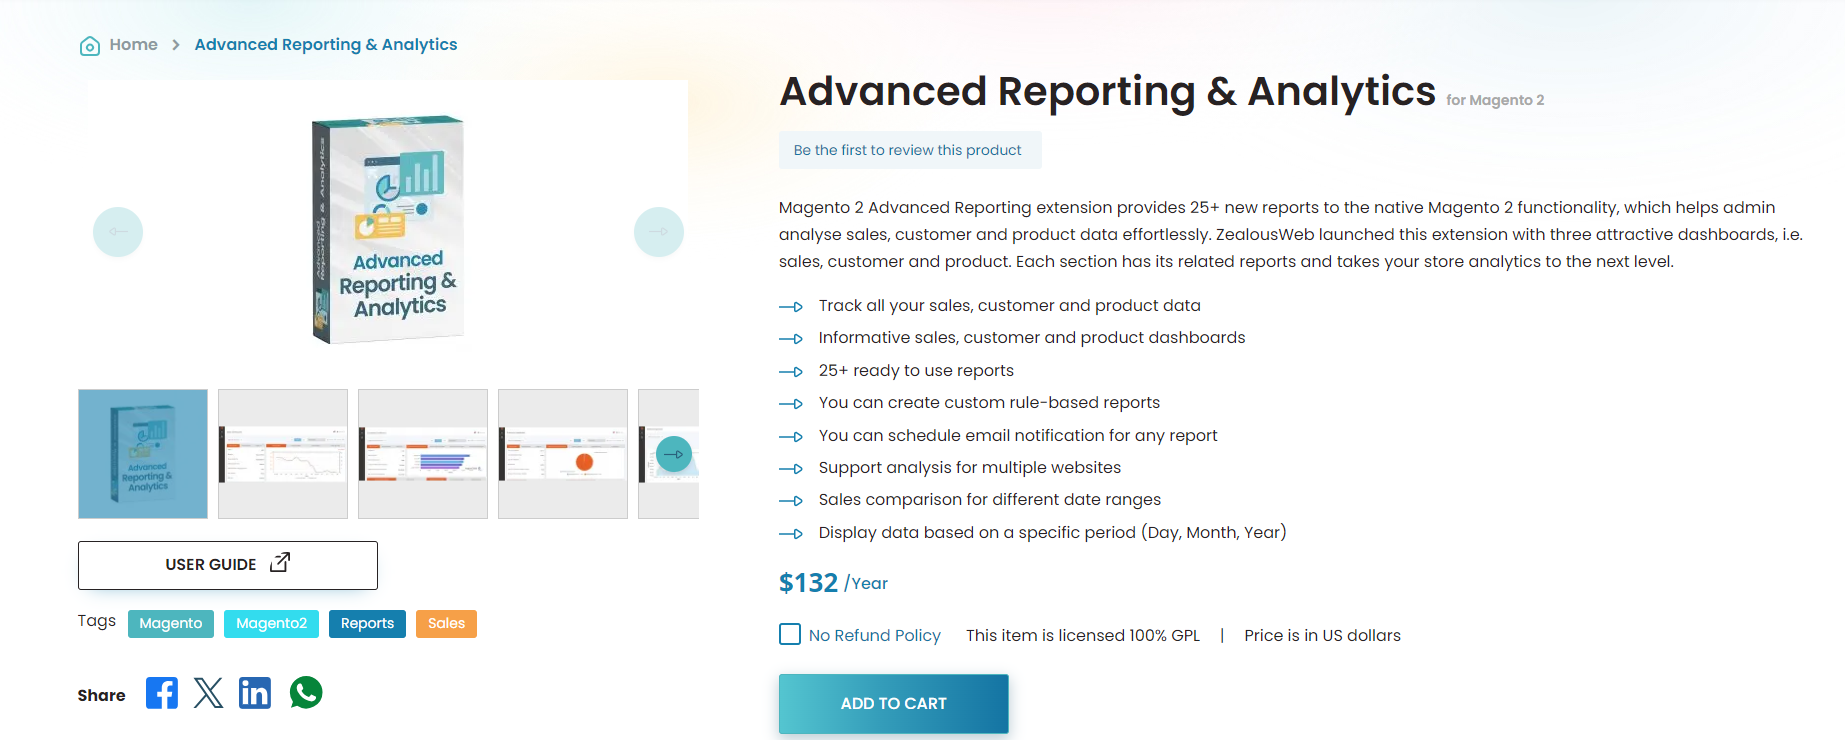 Home > Advanced Reporting & Analytics
Advanced Reporting & Analytics for Magento 2
Be the first to review this product
Magento 2 Advanced Reporting extension provides 25+ new reports to the native Magento 2 functionality, which helps admin
analyse sales, customer and product data effortlessly. ZealousWeb launched this extension with three attractive dashboards, i.e.
sales, customer and product. Each section has its related reports and takes your store analytics to the next level.
Track all your sales, customer and product data
Informative sales, customer and product dashboards
25+ ready to use reports
You can create custom rule-based reports
You can schedule email notification for any report
Support analysis for multiple websites
Sales comparison for different date ranges
Display data based on a specific period (Day, Month, Year)
$132 /Year
No Refund Policy This item is licensed 100% GPL | Price is in US dollars
ADD TO CART
Advanced
Reporting & Analytics
Advanced
Reporting &
Analytics
Advanced
Reporting &
Analytics
USER GUIDE
Tags Magento Magento2 Reports Sales
Share